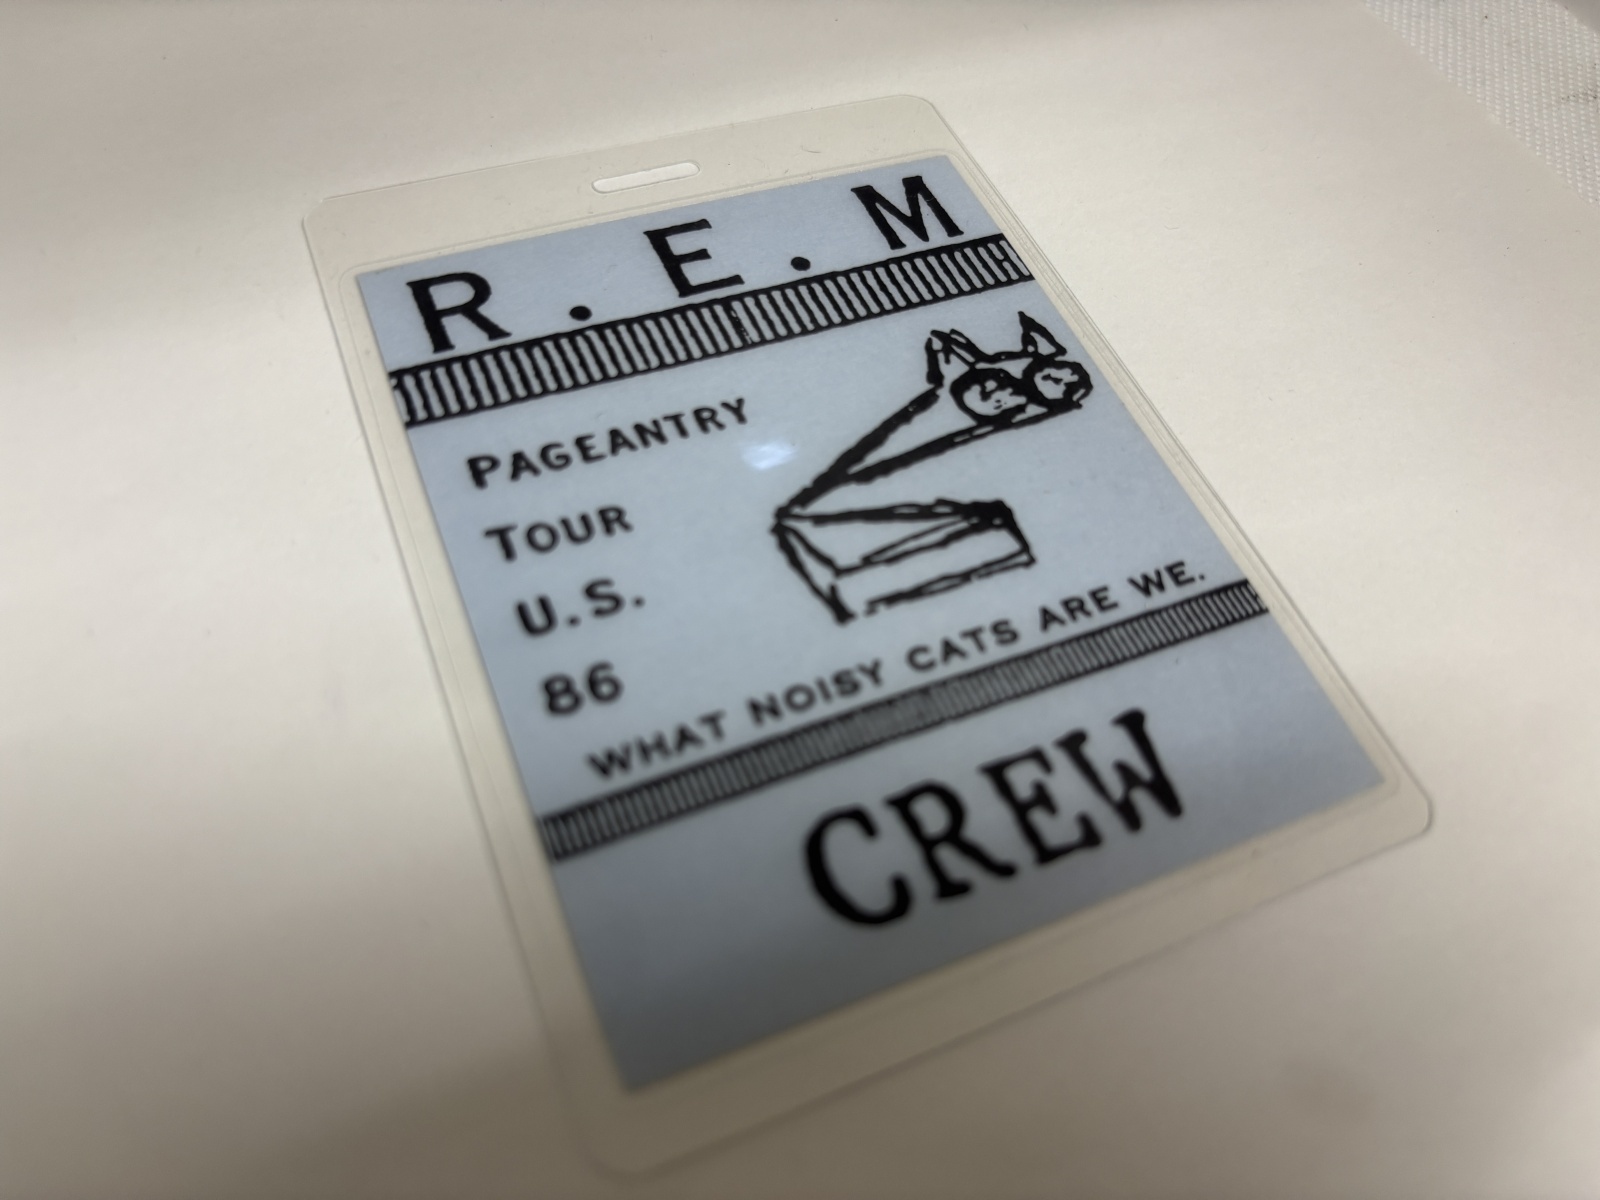 R.E.M
PAGEANTRY
TOUR
U.S.
86
WHAT NOISY CATS ARE WE.
CREW